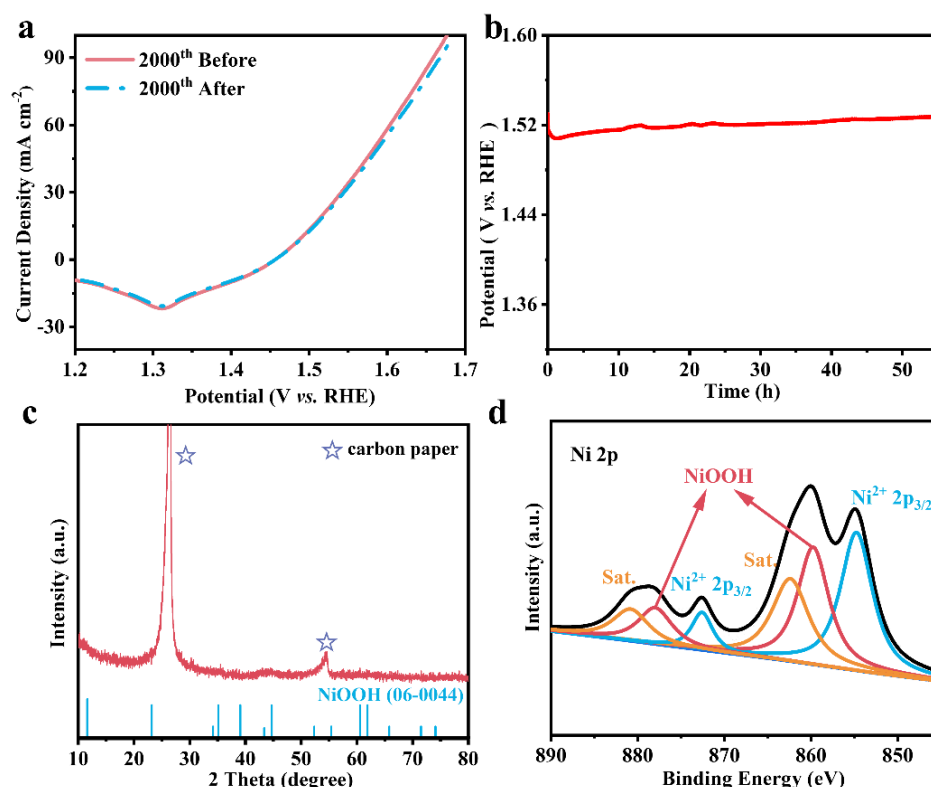 a
90
60
30
0
-30
2000th Before
2000th After
Current Density (mA cm-2)
1.2 1.3 1.4 1.5 1.6 1.7
Potential (V vs. RHE)
b
1.60
1.52
1.44
1.36
Potential ( V vs. RHE )
0 10 20 30 40 50
Time (h)
c
carbon paper
Intensity (a.u.)
NiOOH (06-0044)
10 20 30 40 50 60 70 80
2 Theta (degree)
d
Ni 2p
NiOOH
Ni2+ 2p3/2
Sat.
Sat.
Ni2+ 2p3/2
Intensity (a.u.)
890 880 870 860 850
Binding Energy (eV)